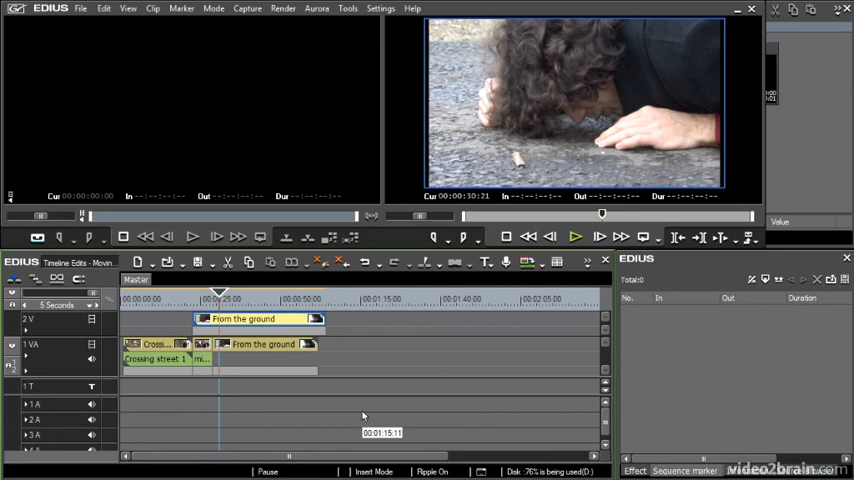 EDIUS File Edit View Clip Marker Mode Capture Render Aurora Tools Settings Help
Cur 00:00:00:00 In --:--:--:-- Out --:--:--:-- Dur --:--:--:--
Cur 00:00:30:21 In --:--:--:-- Out --:--:--:-- Dur --:--:--:--
Value
EDIUS Timeline Edits - Movin...
EDIUS
Master
Total:0
5 Seconds
00:00:00:00 00:00:25:00 00:00:50:00 00:01:15:00 00:01:40:00 00:02:05:00
No. In Out Duration
2 V From the ground
1 VA Crossi... From the ground
Crossing street 1 mi...
1 T T
1 A
2 A
3 A
00:01:15:11
Pause Insert Mode Ripple On Disk :76% is being used(D:)
Effect Sequence marker
video2brain.com